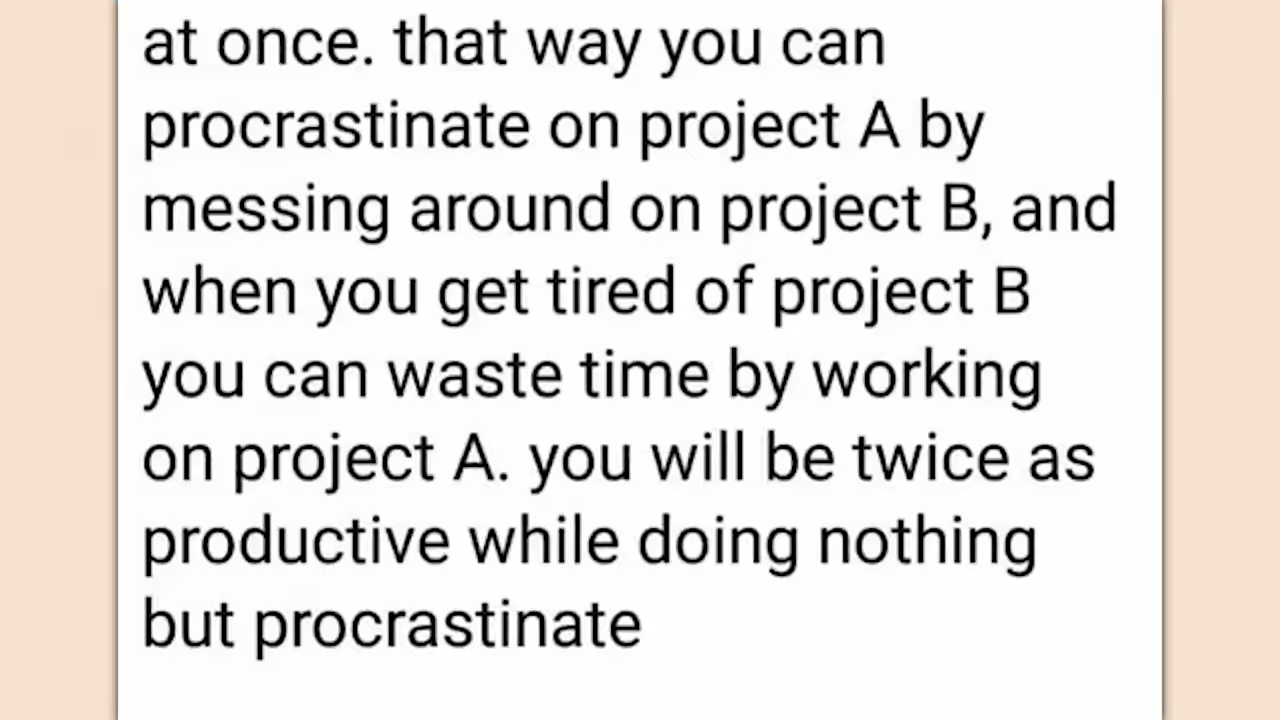 at once. that way you can
procrastinate on project A by
messing around on project B, and
when you get tired of project B
you can waste time by working
on project A. you will be twice as
productive while doing nothing
but procrastinate